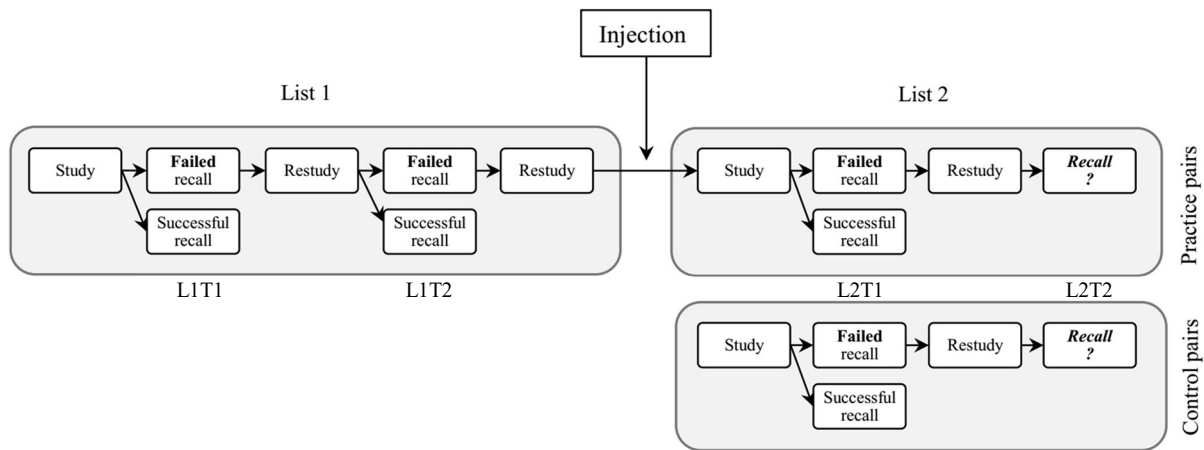 Injection
List 1
List 2
Study
Failed
recall
Restudy
Failed
recall
Restudy
Successful
recall
Successful
recall
L1T1
L1T2
Study
Failed
recall
Restudy
Recall
?
Successful
recall
Practice pairs
L2T1
L2T2
Study
Failed
recall
Restudy
Recall
?
Successful
recall
Control pairs